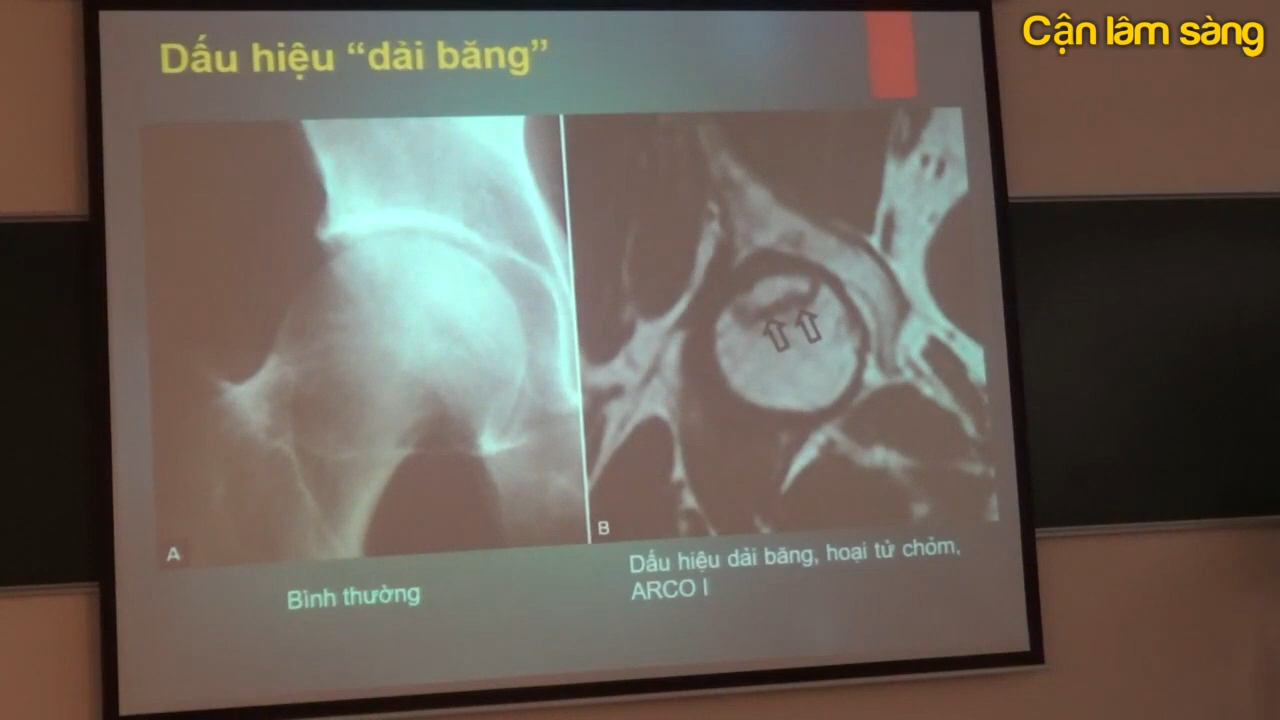 Cận lâm sàng
Dấu hiệu “dải băng”
A
B
Bình thường
Dấu hiệu dải băng, hoại tử chỏm,
ARCO I